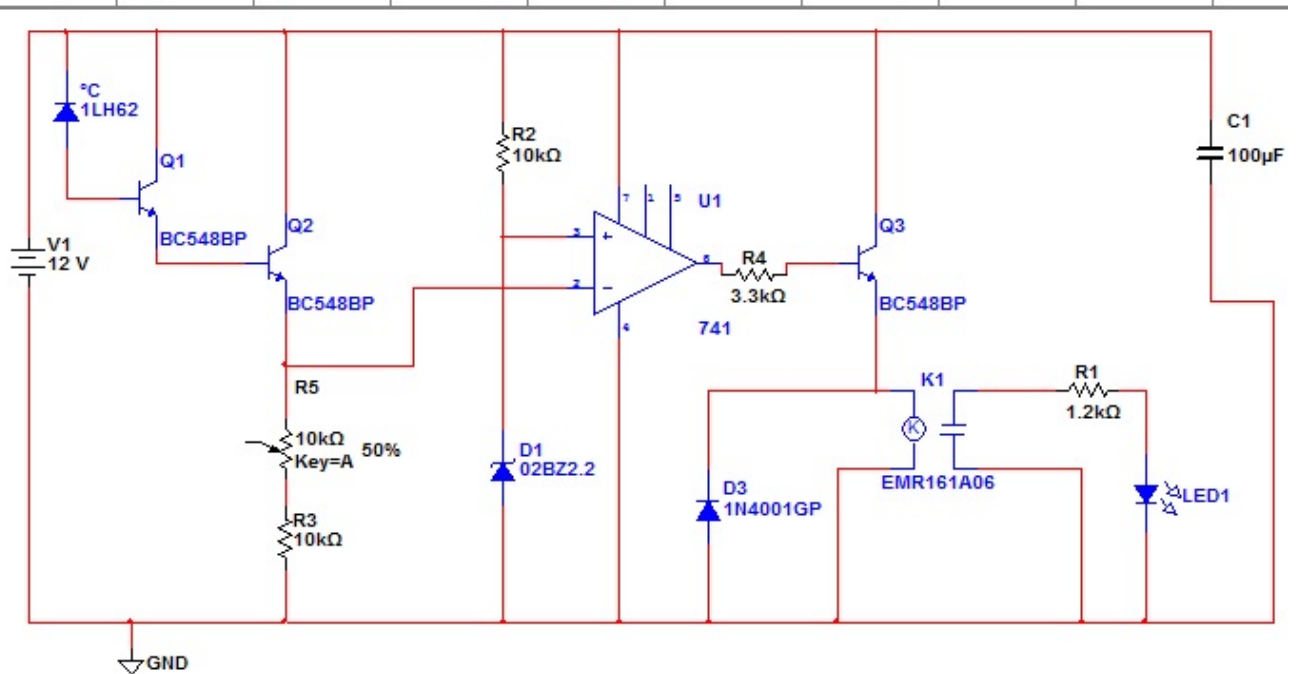 °C
1LH62
Q1
BC548BP
V1
12 V
Q2
BC548BP
R5
10kΩ
50%
Key=A
R3
10kΩ
GND
R2
10kΩ
D1
02BZ2.2
7
1
5
U1
3
+
2
−
6
4
741
R4
3.3kΩ
Q3
BC548BP
K1
K
EMR161A06
D3
1N4001GP
R1
1.2kΩ
LED1
C1
100µF